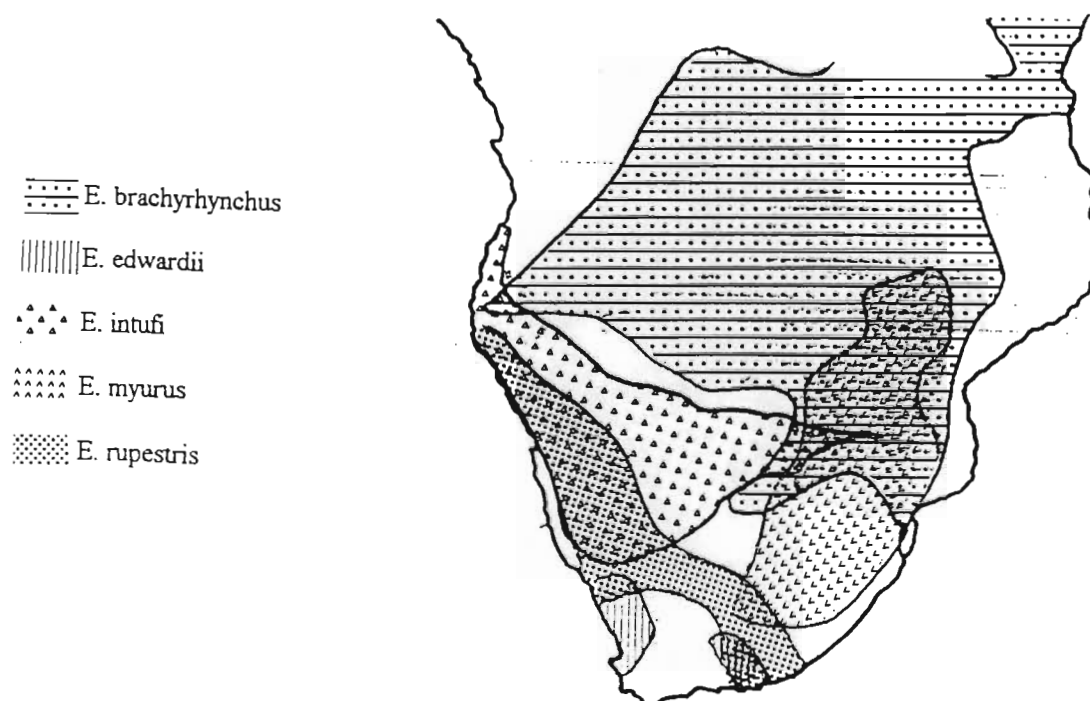 E. brachyrhynchus
E. edwardii
E. intufi
E. myurus
E. rupestris